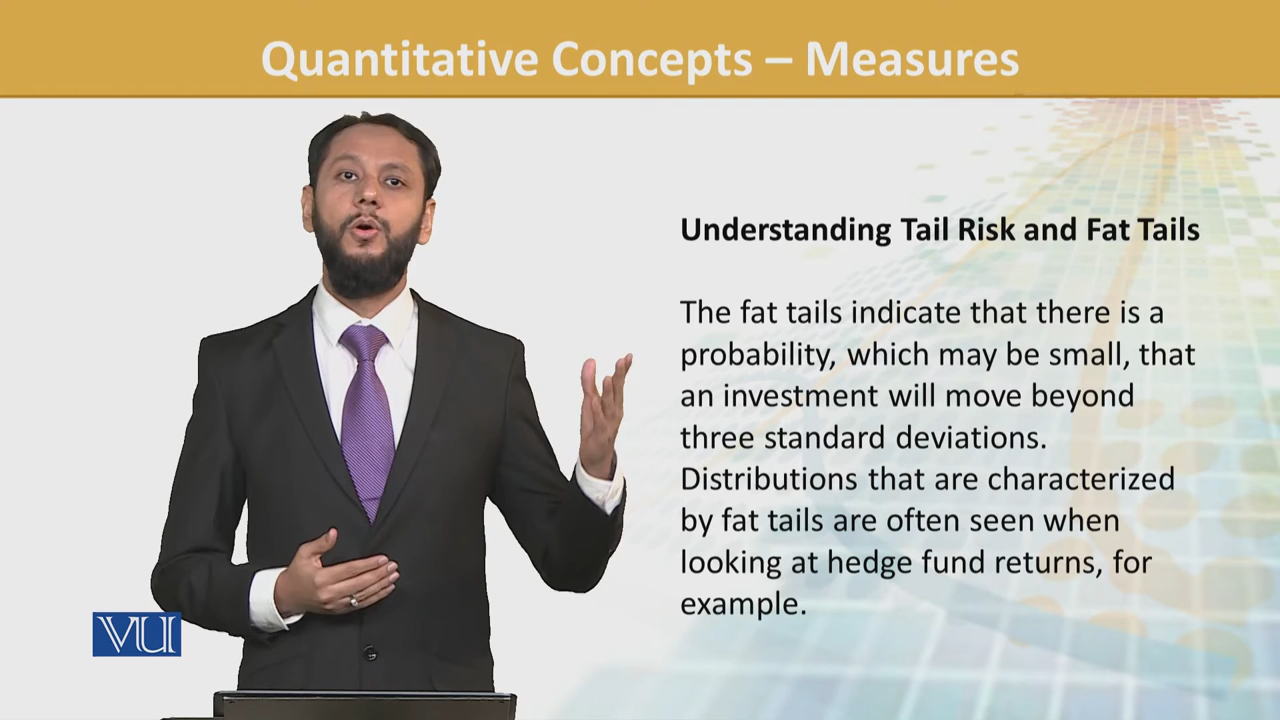 Quantitative Concepts – Measures
Understanding Tail Risk and Fat Tails
The fat tails indicate that there is a
probability, which may be small, that
an investment will move beyond
three standard deviations.
Distributions that are characterized
by fat tails are often seen when
looking at hedge fund returns, for
example.
VU